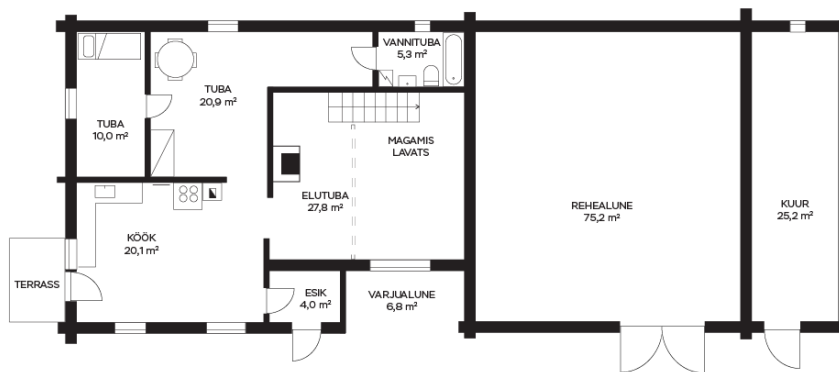 VANNITUBA
5,3 m²
TUBA
20,9 m²
TUBA
10,0 m²
MAGAMIS
LAVATS
ELUTUBA
27,8 m²
REHEALUNE
75,2 m²
KUUR
25,2 m²
KÖÖK
20,1 m²
TERRASS
ESIK
4,0 m²
VARJUALUNE
6,8 m²